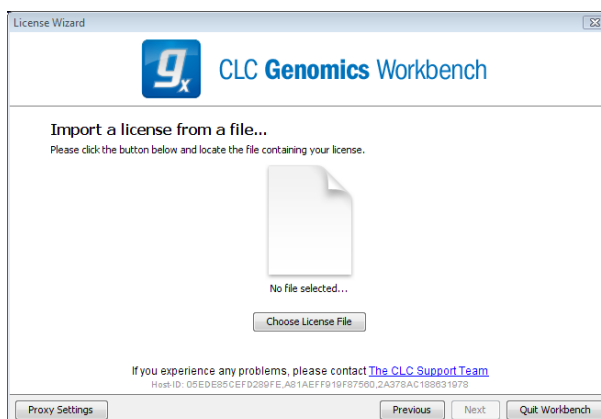 License Wizard
gx CLC Genomics Workbench
Import a license from a file...
Please click the button below and locate the file containing your license.
No file selected...
Choose License File
If you experience any problems, please contact The CLC Support Team
Host-ID: 05EDE85CEFD289FE,A81AEFF919F87560,2A378AC188631978
Proxy Settings Previous Next Quit Workbench